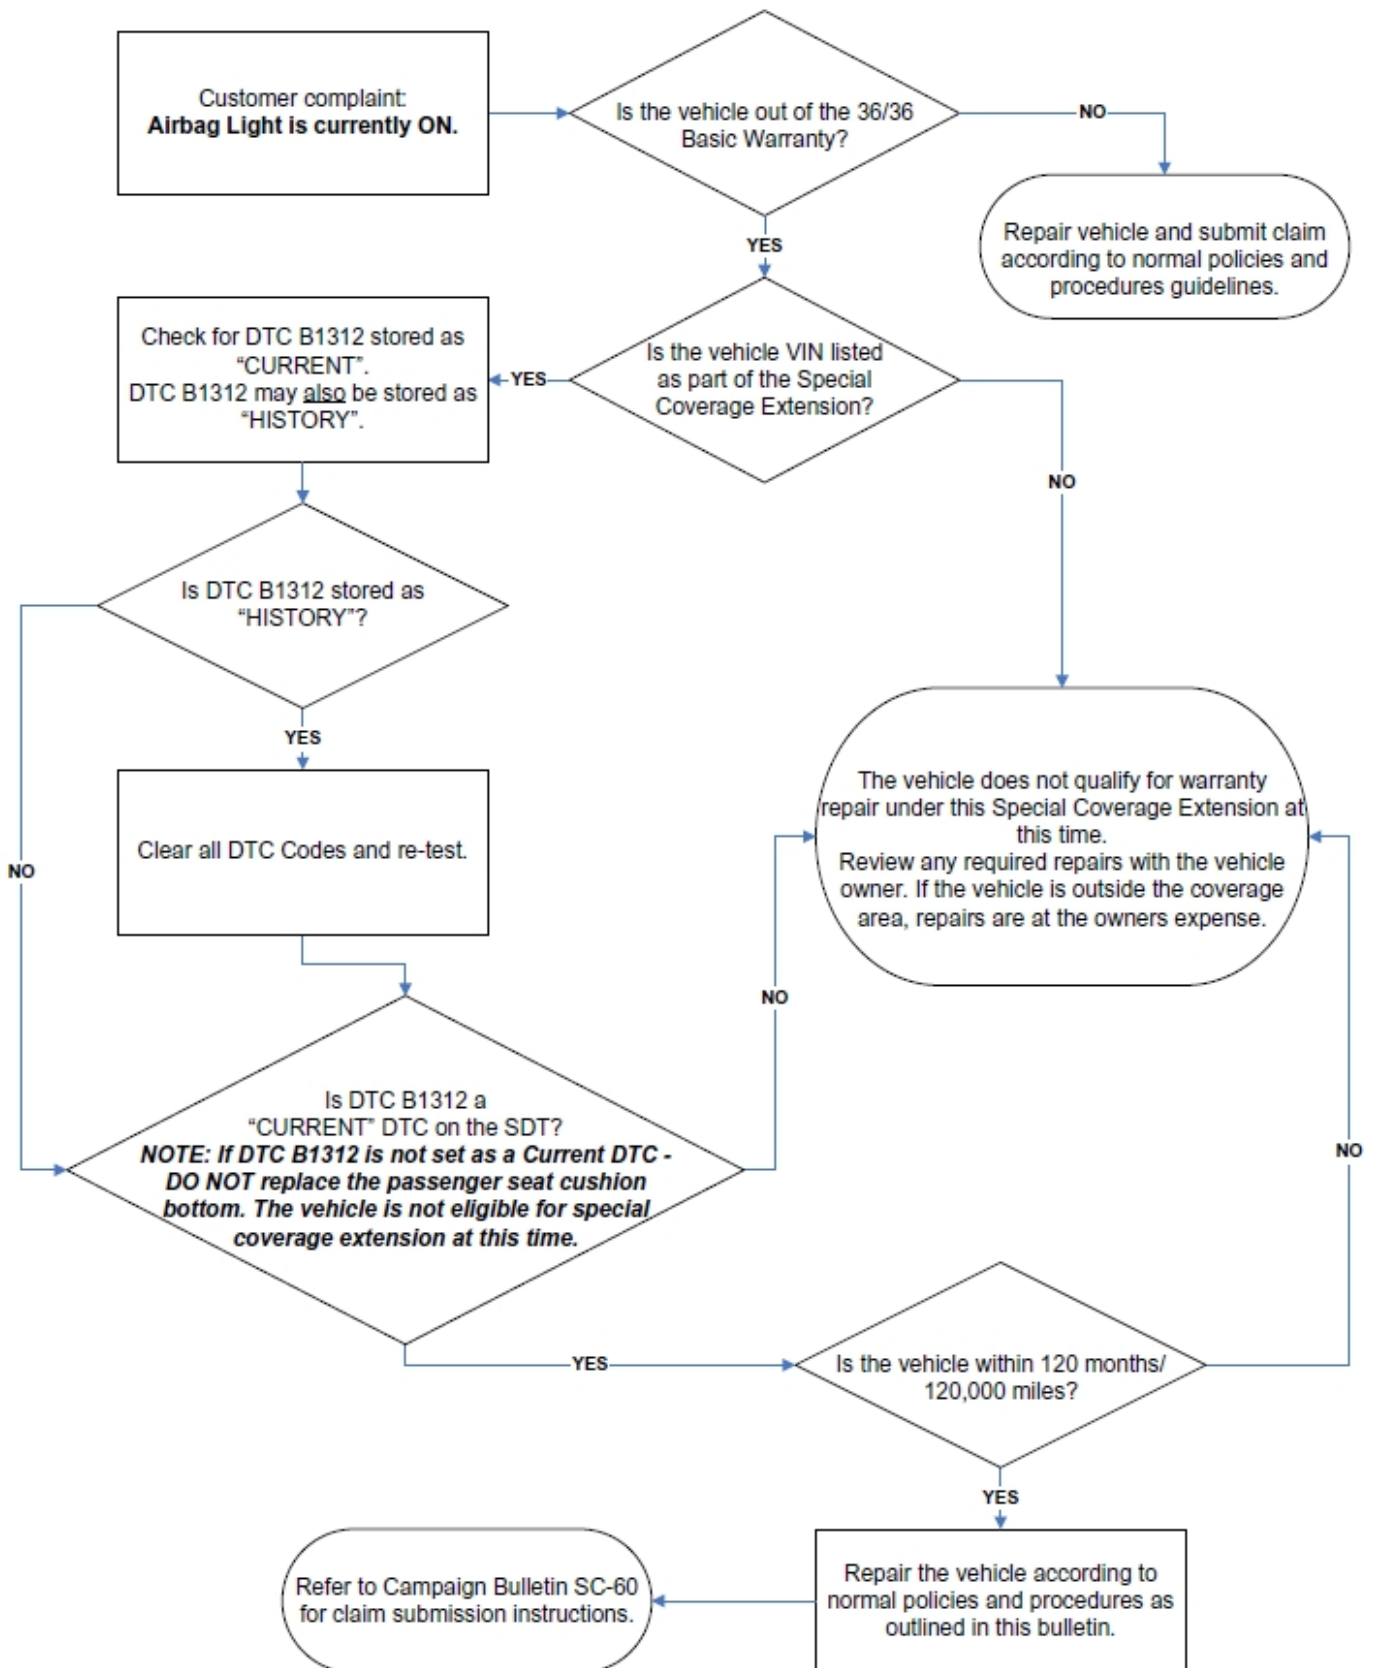 Customer complaint:
Airbag Light is currently ON.
Is the vehicle out of the 36/36
Basic Warranty?
NO
Repair vehicle and submit claim
according to normal policies and
procedures guidelines.
YES
Is the vehicle VIN listed
as part of the Special
Coverage Extension?
YES
NO
Check for DTC B1312 stored as
“CURRENT”.
DTC B1312 may also be stored as
“HISTORY”.
Is DTC B1312 stored as
“HISTORY”?
YES
NO
Clear all DTC Codes and re-test.
The vehicle does not qualify for warranty
repair under this Special Coverage Extension at
this time.
Review any required repairs with the vehicle
owner. If the vehicle is outside the coverage
area, repairs are at the owners expense.
NO
Is DTC B1312 a
“CURRENT” DTC on the SDT?
NOTE: If DTC B1312 is not set as a Current DTC -
DO NOT replace the passenger seat cushion
bottom. The vehicle is not eligible for special
coverage extension at this time.
NO
YES
Is the vehicle within 120 months/
120,000 miles?
YES
Repair the vehicle according to
normal policies and procedures as
outlined in this bulletin.
Refer to Campaign Bulletin SC-60
for claim submission instructions.